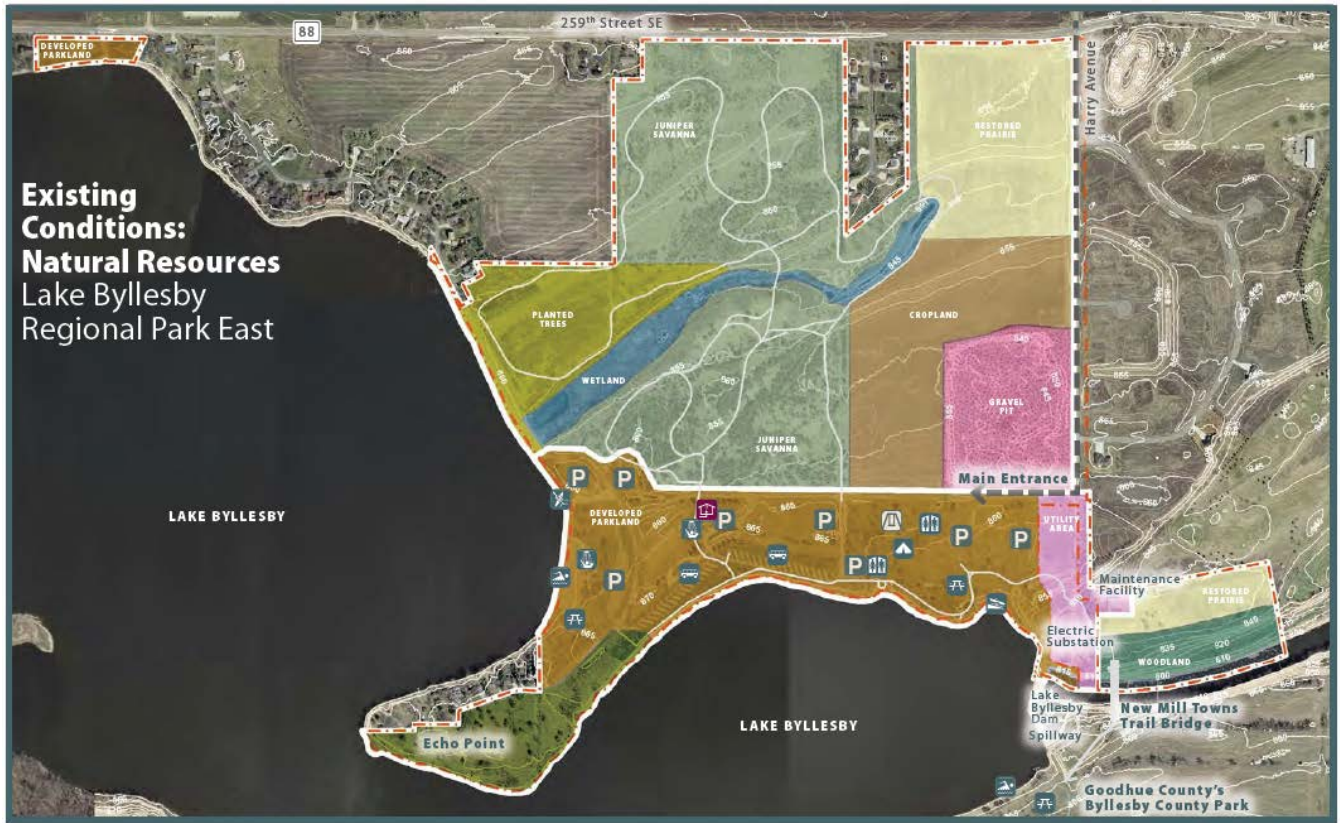 259th Street SE
88
DEVELOPED
PARKLAND
Harry Avenue
JUNIPER
SAVANNA
RESTORED
PRAIRIE
Existing
Conditions:
Natural Resources
Lake Byllesby
Regional Park East
PLANTED
TREES
CROPLAND
WETLAND
GRAVEL
PIT
JUNIPER
SAVANNA
Main Entrance
LAKE BYLLESBY
DEVELOPED
PARKLAND
UTILITY
AREA
P
P
P
P
P
P
P
P
Maintenance
Facility
RESTORED
PRAIRIE
Electric
Substation
WOODLAND
Lake
Byllesby
Dam
Spillway
New Mill Towns
Trail Bridge
LAKE BYLLESBY
Echo Point
Goodhue County's
Byllesby County Park